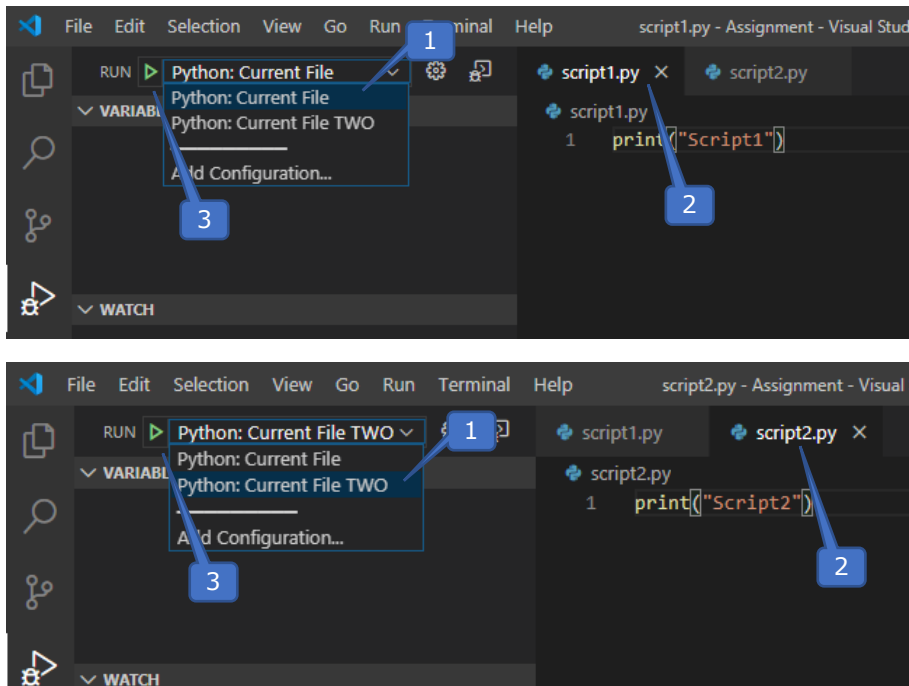 File Edit Selection View Go Run Terminal Help script1.py - Assignment - Visual Stud
1
RUN Python: Current File script1.py × script2.py
Python: Current File
VARIABL script1.py
Python: Current File TWO
1 print("Script1")
Add Configuration...
2
3
WATCH
File Edit Selection View Go Run Terminal Help script2.py - Assignment - Visual
RUN Python: Current File TWO 1 script1.py script2.py ×
Python: Current File
VARIABL script2.py
Python: Current File TWO
1 print("Script2")
Add Configuration...
2
3
WATCH